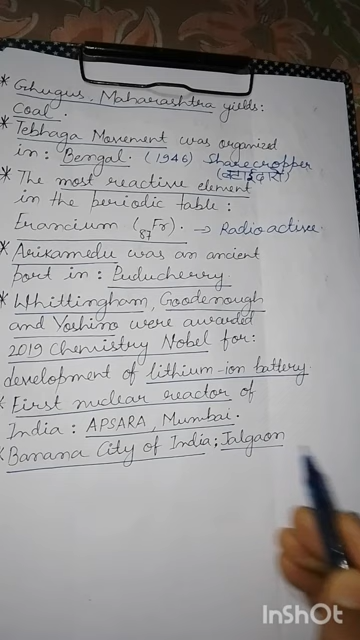 * Ghugus, Maharashtra yields:
Coal.
* Tebhaga Movement was organized
in : Bengal. (1946) Sharecropper
(बटाईदारी)
* The most reactive element
in the periodic table :
Francium (87Fr). → Radioactive.
* Arikamedu was an ancient
port in : Puducherry.
* Whittingham, Goodenough
and Yoshino were awarded
2019 Chemistry Nobel for:
development of lithium-ion battery.
* First nuclear reactor of
India : APSARA, Mumbai.
* Banana City of India : Jalgaon
InShOt